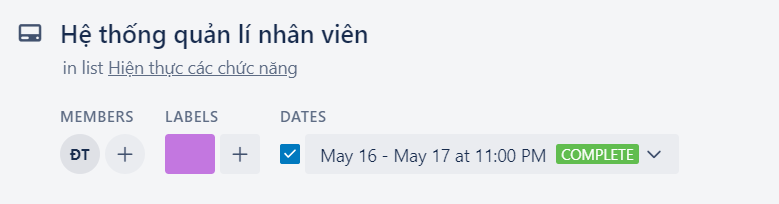 Hệ thống quản lí nhân viên
in list Hiện thực các chức năng
MEMBERS LABELS DATES
ĐT + + May 16 - May 17 at 11:00 PM COMPLETE